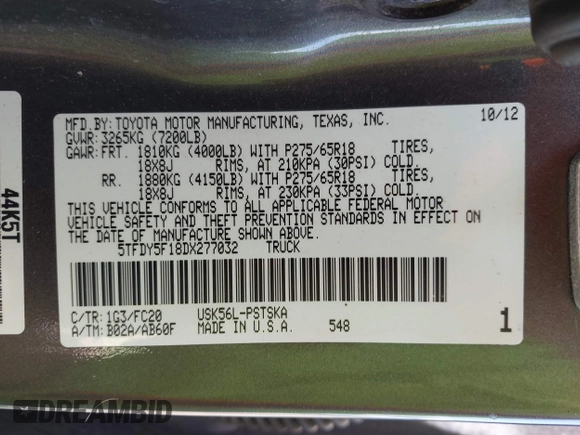 MFD. BY: TOYOTA MOTOR MANUFACTURING, TEXAS, INC. 10/12
GVWR: 3265KG (7200LB)
GAWR: FRT. 1810KG (4000LB) WITH P275/65R18 TIRES,
18X8J RIMS, AT 210KPA (30PSI) COLD.
RR. 1880KG (4150LB) WITH P275/65R18 TIRES,
18X8J RIMS, AT 230KPA (33PSI) COLD.
THIS VEHICLE CONFORMS TO ALL APPLICABLE FEDERAL MOTOR
VEHICLE SAFETY AND THEFT PREVENTION STANDARDS IN EFFECT ON
THE DATE OF MANUFACTURE SHOWN ABOVE.
5TFDY5F18DX277032 TRUCK
C/TR: 1G3/FC20 USK56L-PSTSKA
A/TM: B02A/AB60F MADE IN U.S.A. 548 1
44K5T
DREAMBID